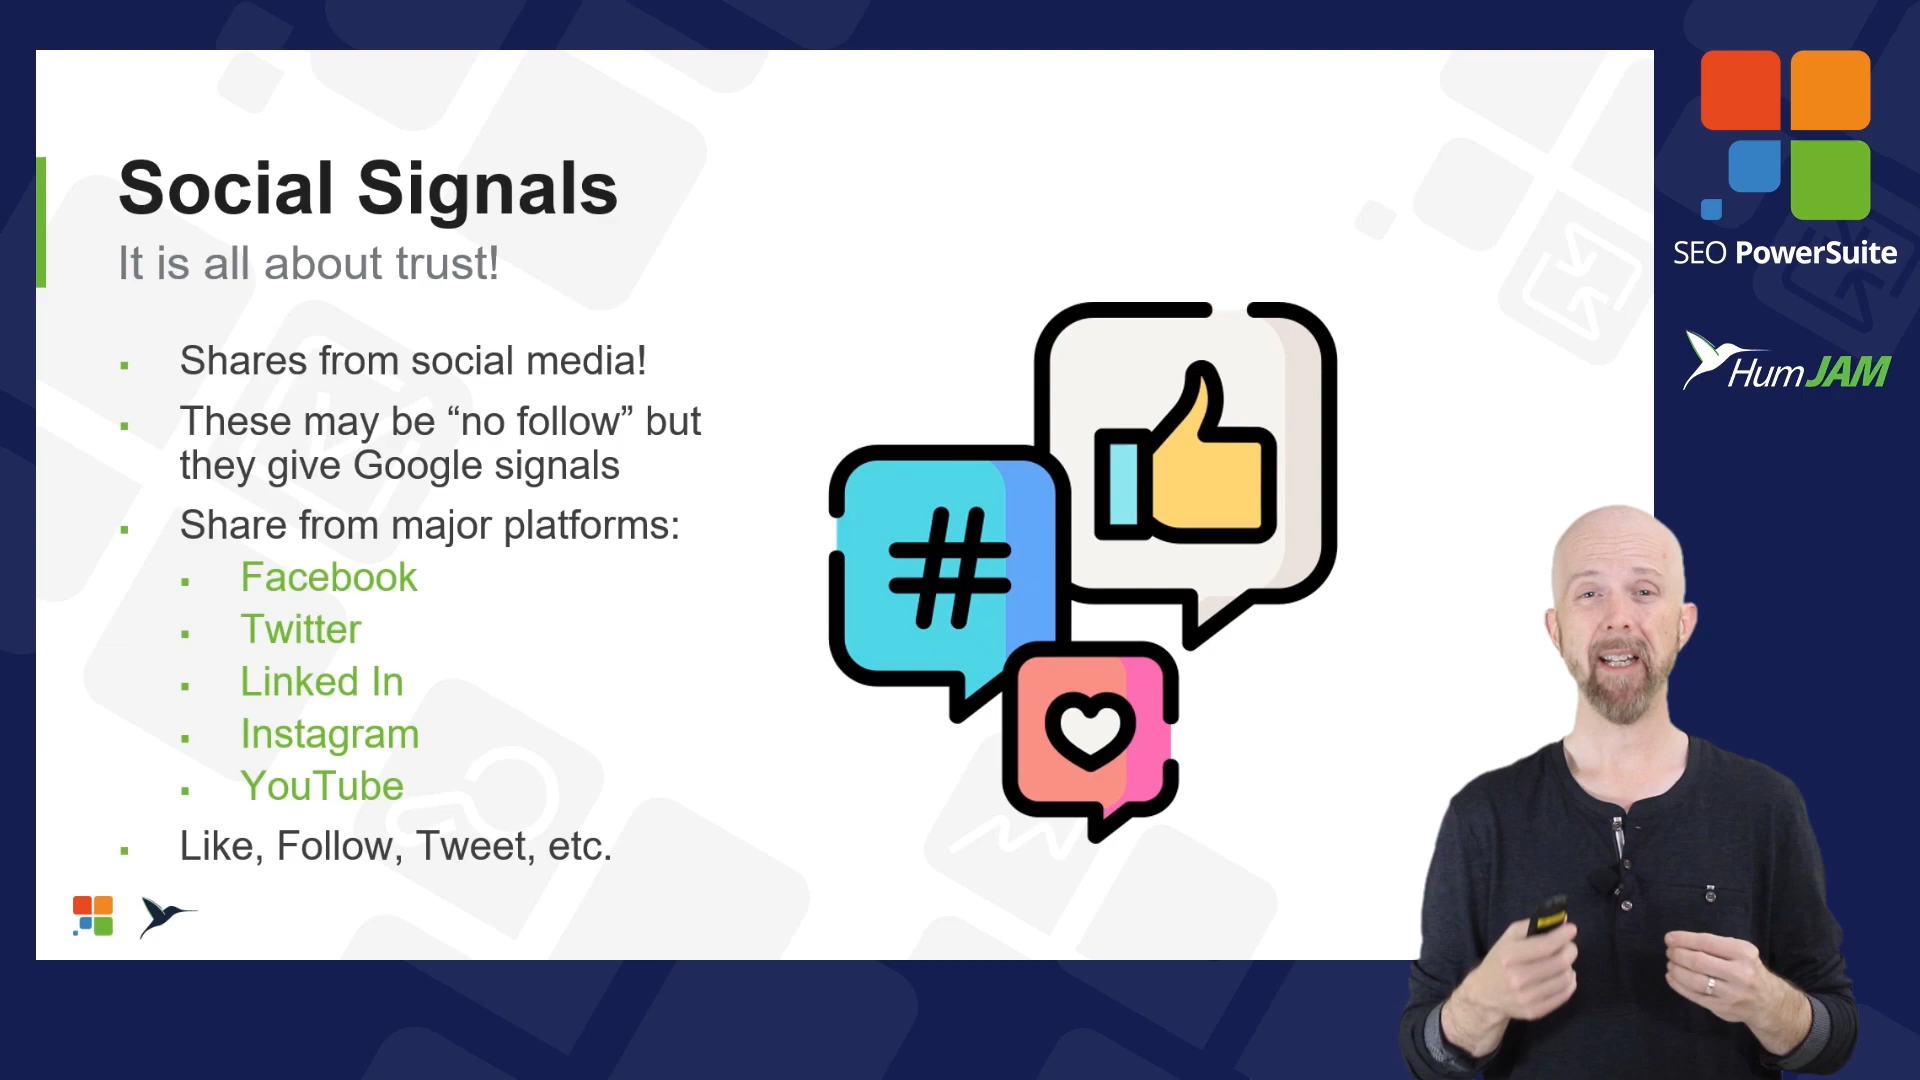 Social Signals
It is all about trust!
Shares from social media!
These may be “no follow” but
they give Google signals
Share from major platforms:
Facebook
Twitter
Linked In
Instagram
YouTube
Like, Follow, Tweet, etc.
#
SEO PowerSuite
HumJAM